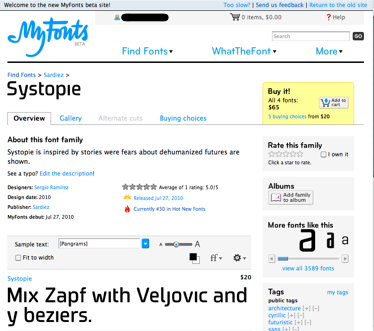 Welcome to the new MyFonts beta site!
Too slow? | Send us feedback | Return to the old site
0 items, $0.00
? Help
MyFonts
BETA
Search
GO
Find Fonts
WhatTheFont
More
Find Fonts > Sardiez >
Systopie
Overview
Gallery
Alternate cuts
Buying choices
Buy it!
All 4 fonts:
$65
Add to cart
5 buying choices from $20
About this font family
Systopie is inspired by stories were fears about dehumanized futures are
shown.
See a typo? Edit the description!
Designers: Sergio Ramirez
Design date: 2010
Publisher: Sardiez
MyFonts debut: Jul 27, 2010
Average of 1 rating: 5.0/5
Released Jul 27, 2010
Currently #30 in Hot New Fonts
Rate this family
I own it
Click a star to rate.
Albums
Add family
to album
More fonts like this
a a a
view all 3589 fonts
Sample text:
[Pangrams]
A A
Fit to width
ff
Systopie
$20
Mix Zapf with Veljovic and
y beziers.
Tags
my tags
public tags
architecture [+] [-]
cyrillic [+] [-]
futuristic [+] [-]
sans [+] [-]